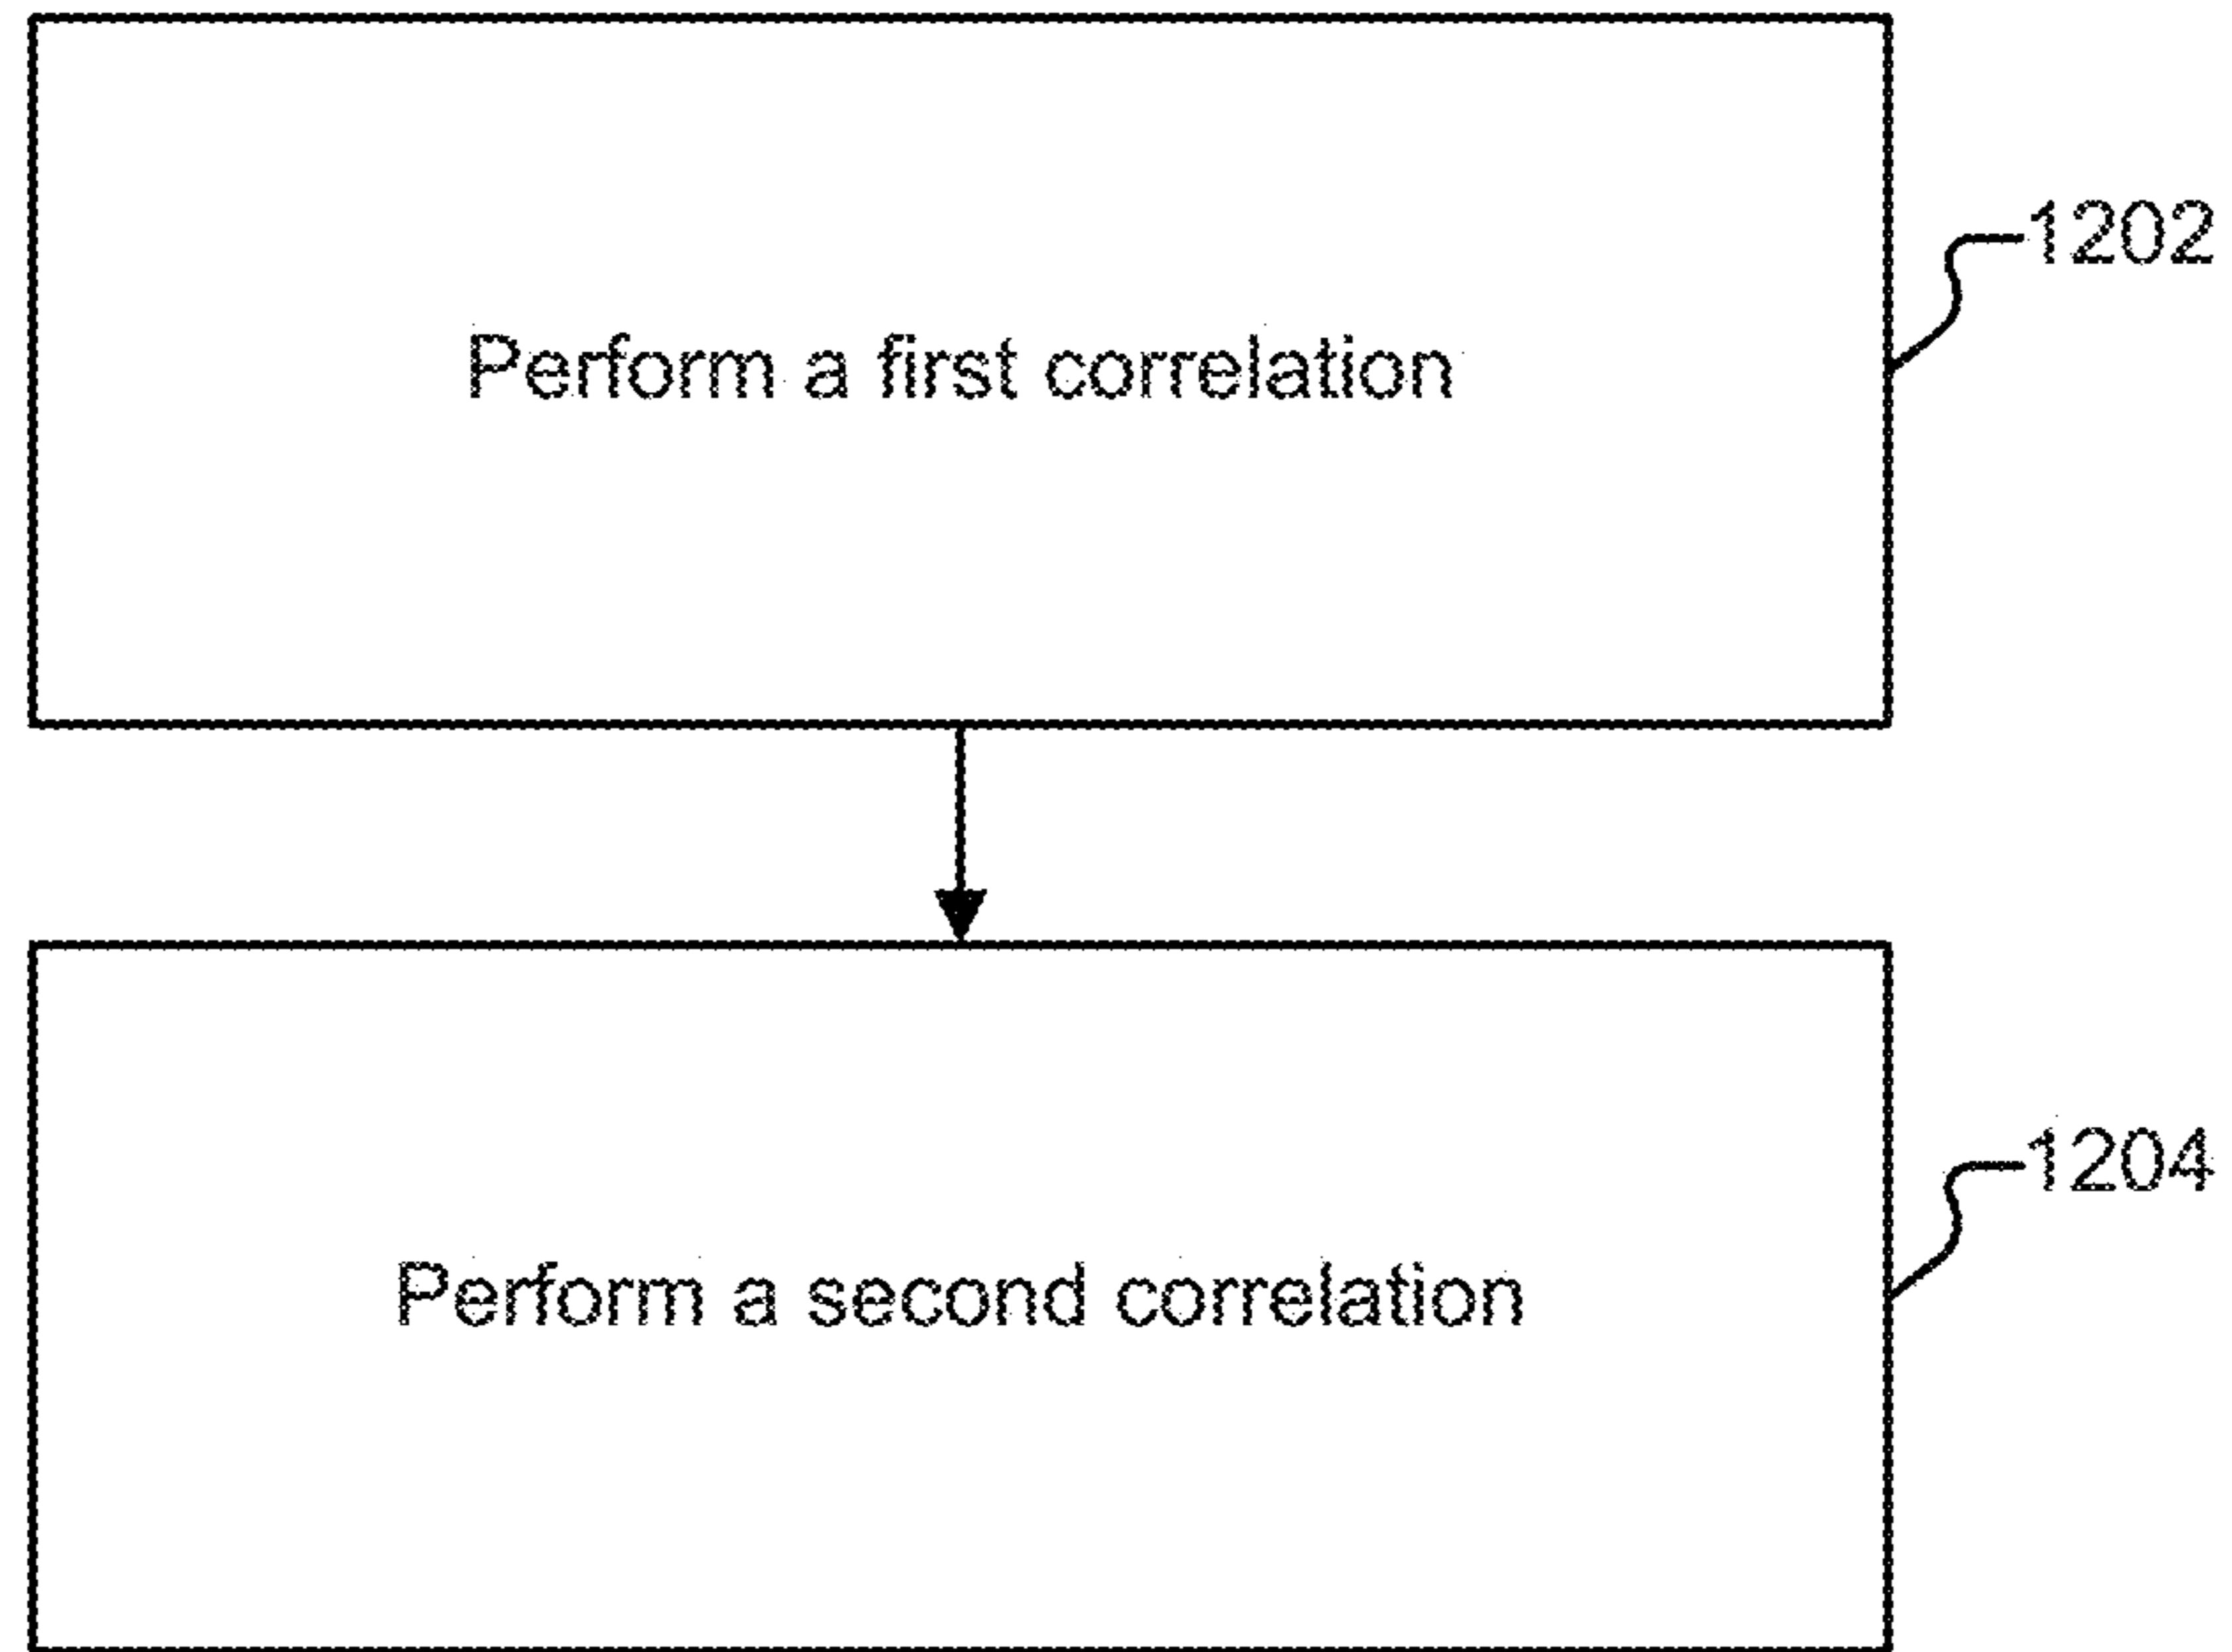 1202
Perform a first correlation
1204
Perform a second correlation